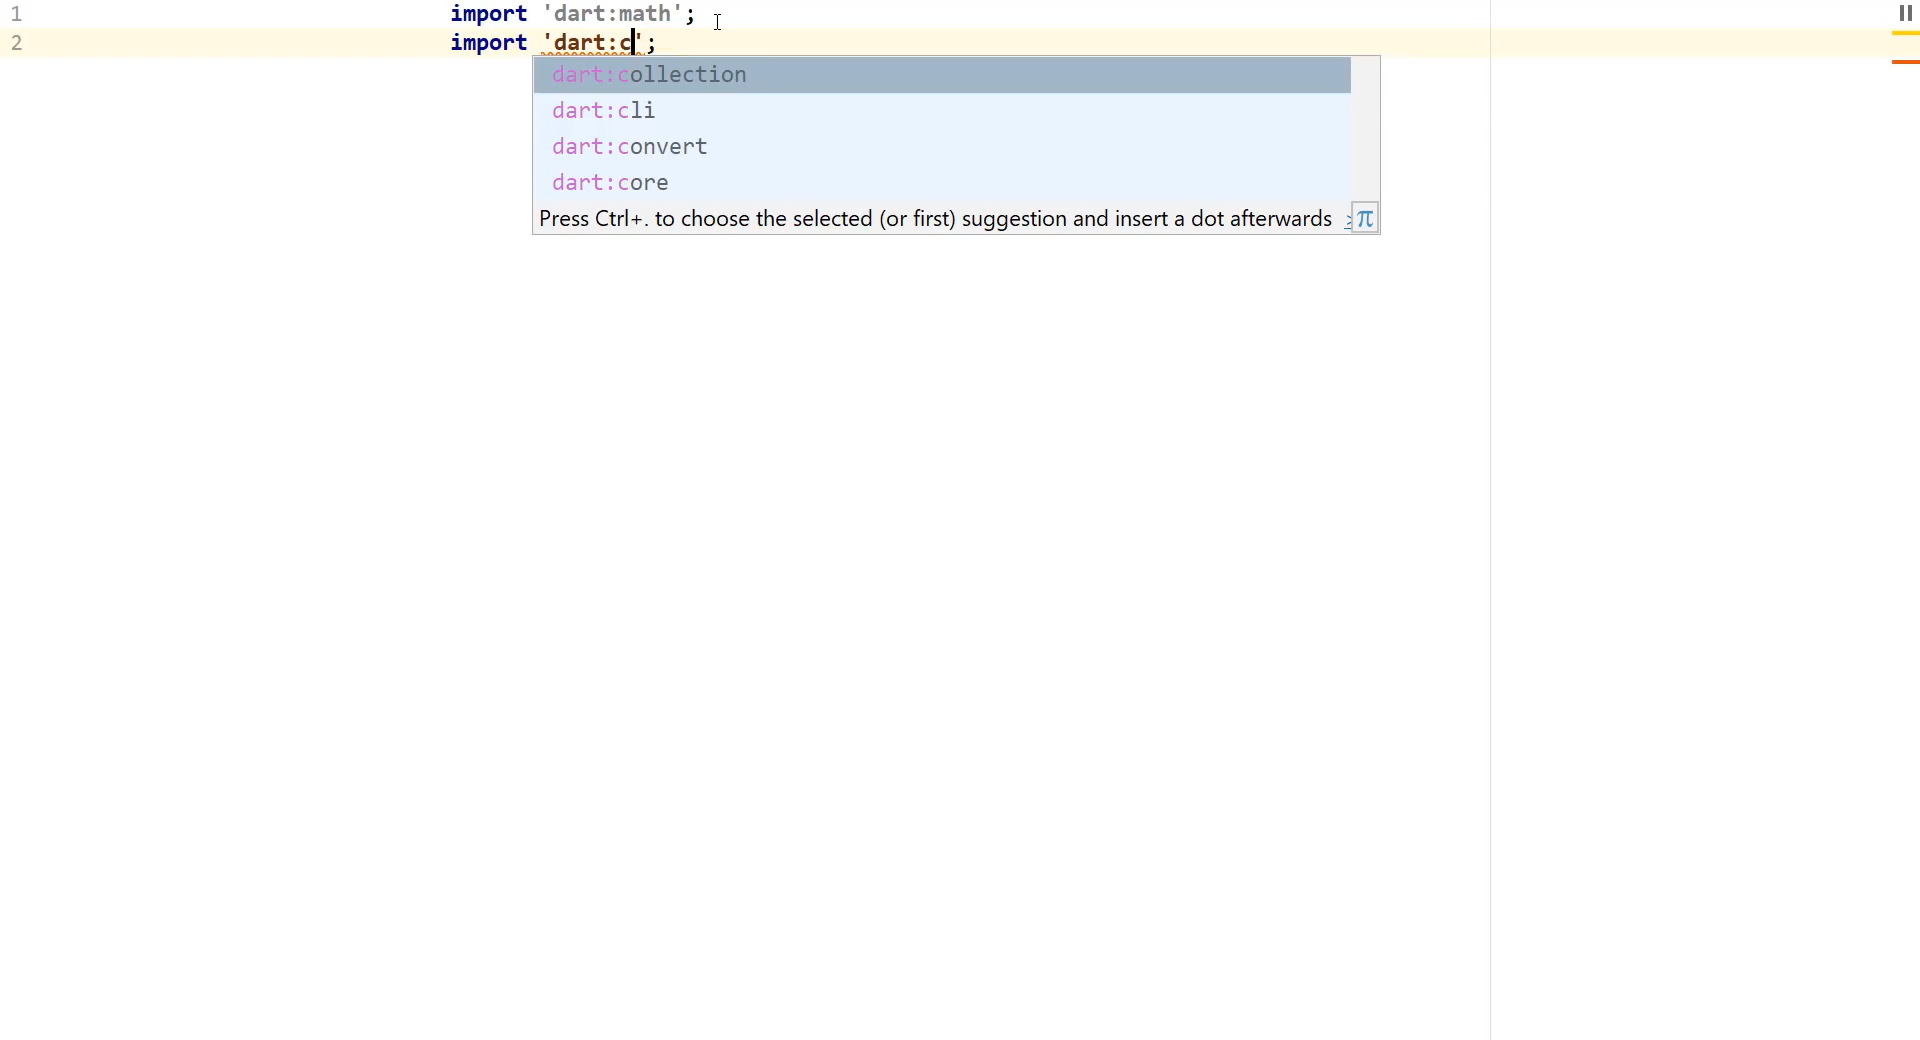 1 import 'dart:math';
2 import 'dart:c';
dart:collection
dart:cli
dart:convert
dart:core
Press Ctrl+. to choose the selected (or first) suggestion and insert a dot afterwards > π